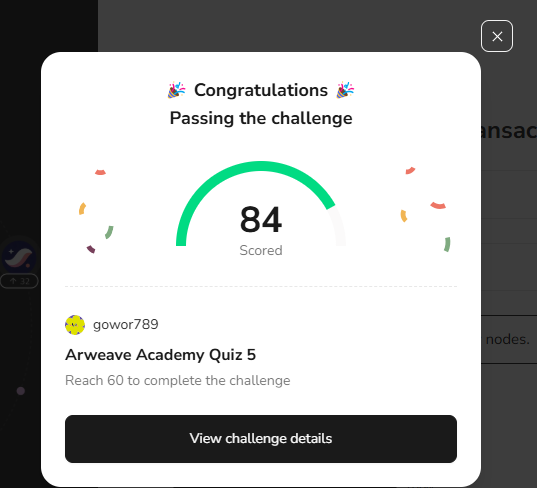 Congratulations
Passing the challenge
ansac
84
Scored
32
gowor789
nodes.
Arweave Academy Quiz 5
Reach 60 to complete the challenge
View challenge details